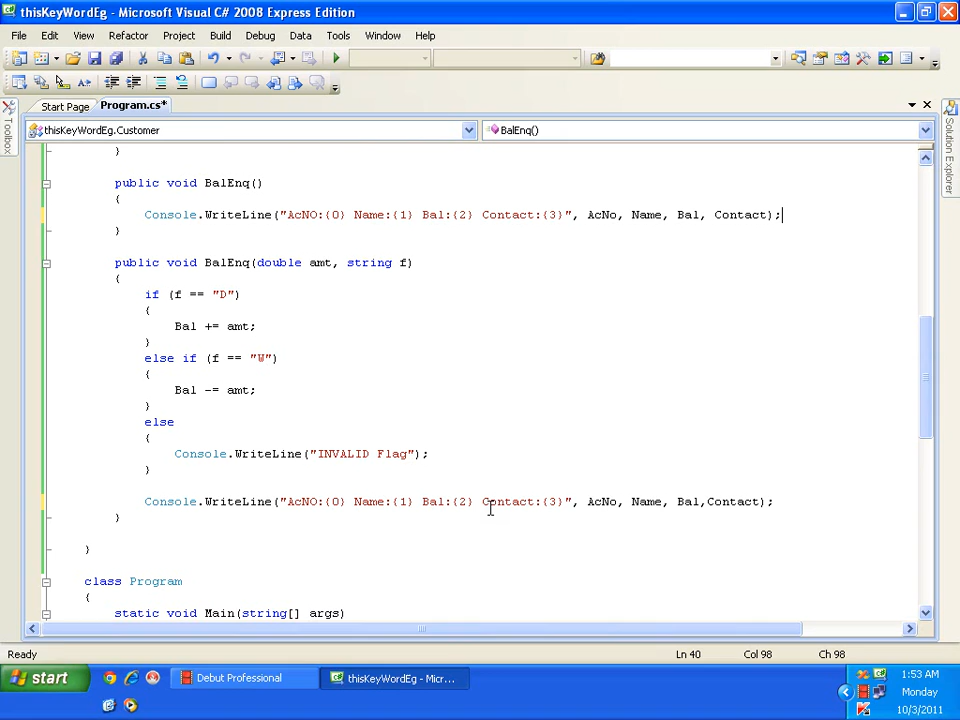 thisKeyWordEg - Microsoft Visual C# 2008 Express Edition
File Edit View Refactor Project Build Debug Data Tools Window Help
Start Page Program.cs*
thisKeyWordEg.Customer BalEnq()
Toolbox
Solution Explorer
}
public void BalEnq()
{
Console.WriteLine("AcNO:{0} Name:{1} Bal:{2} Contact:{3}", AcNo, Name, Bal, Contact);
}
public void BalEnq(double amt, string f)
{
if (f == "D")
{
Bal += amt;
}
else if (f == "W")
{
Bal -= amt;
}
else
{
Console.WriteLine("INVALID Flag");
}
Console.WriteLine("AcNO:{0} Name:{1} Bal:{2} Contact:{3}", AcNo, Name, Bal,Contact);
}
}
class Program
{
static void Main(string[] args)
Ready Ln 40 Col 98 Ch 98
start Debut Professional thisKeyWordEg - Micr... 1:53 AM
Monday
10/3/2011